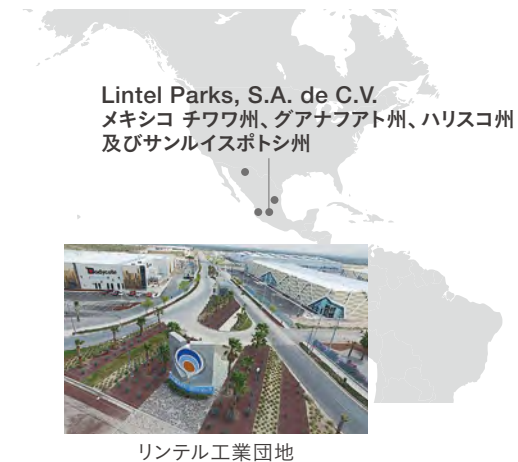 Lintel Parks, S.A. de C.V.
メキシコ チワワ州、グアナフアト州、ハリスコ州
及びサンルイスポトシ州
Bodycote
リンテル工業団地